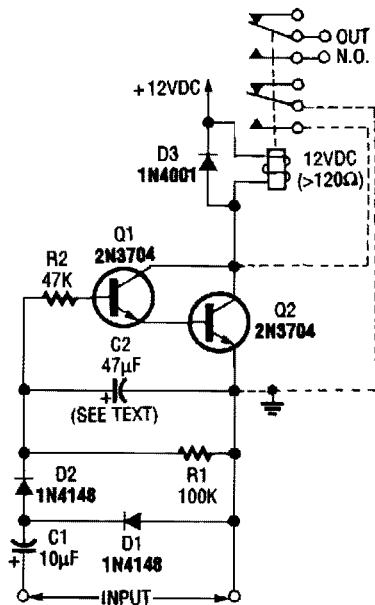 OUT
N.O.
+12VDC
D3
1N4001
12VDC
(>120Ω)
Q1
2N3704
R2
47K
Q2
2N3704
C2
47µF
+
(SEE TEXT)
D2
1N4148
R1
100K
C1
10µF
+
D1
1N4148
INPUT